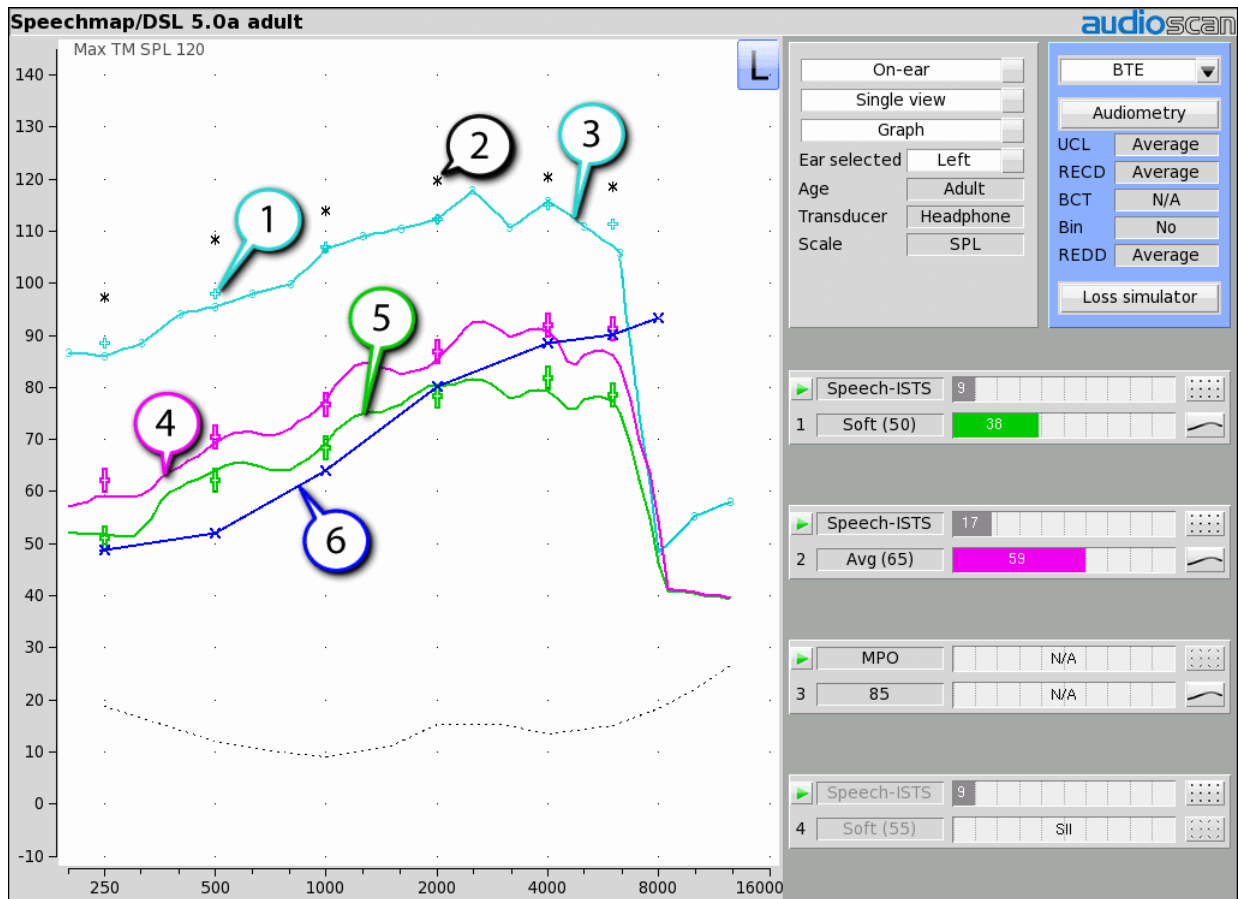 Speechmap/DSL 5.0a adult
audioscan
Max TM SPL 120
L
140
130
120
110
100
90
80
70
60
50
40
30
20
10
0
-10
250 500 1000 2000 4000 8000 16000
1
2
3
4
5
6
On-ear
Single view
Graph
Ear selected Left
Age Adult
Transducer Headphone
Scale SPL
BTE
Audiometry
UCL Average
RECD Average
BCT N/A
Bin No
REDD Average
Loss simulator
Speech-ISTS 9
1 Soft (50) 38
Speech-ISTS 17
2 Avg (65) 59
MPO N/A
3 85 N/A
Speech-ISTS 9
4 Soft (55) SII